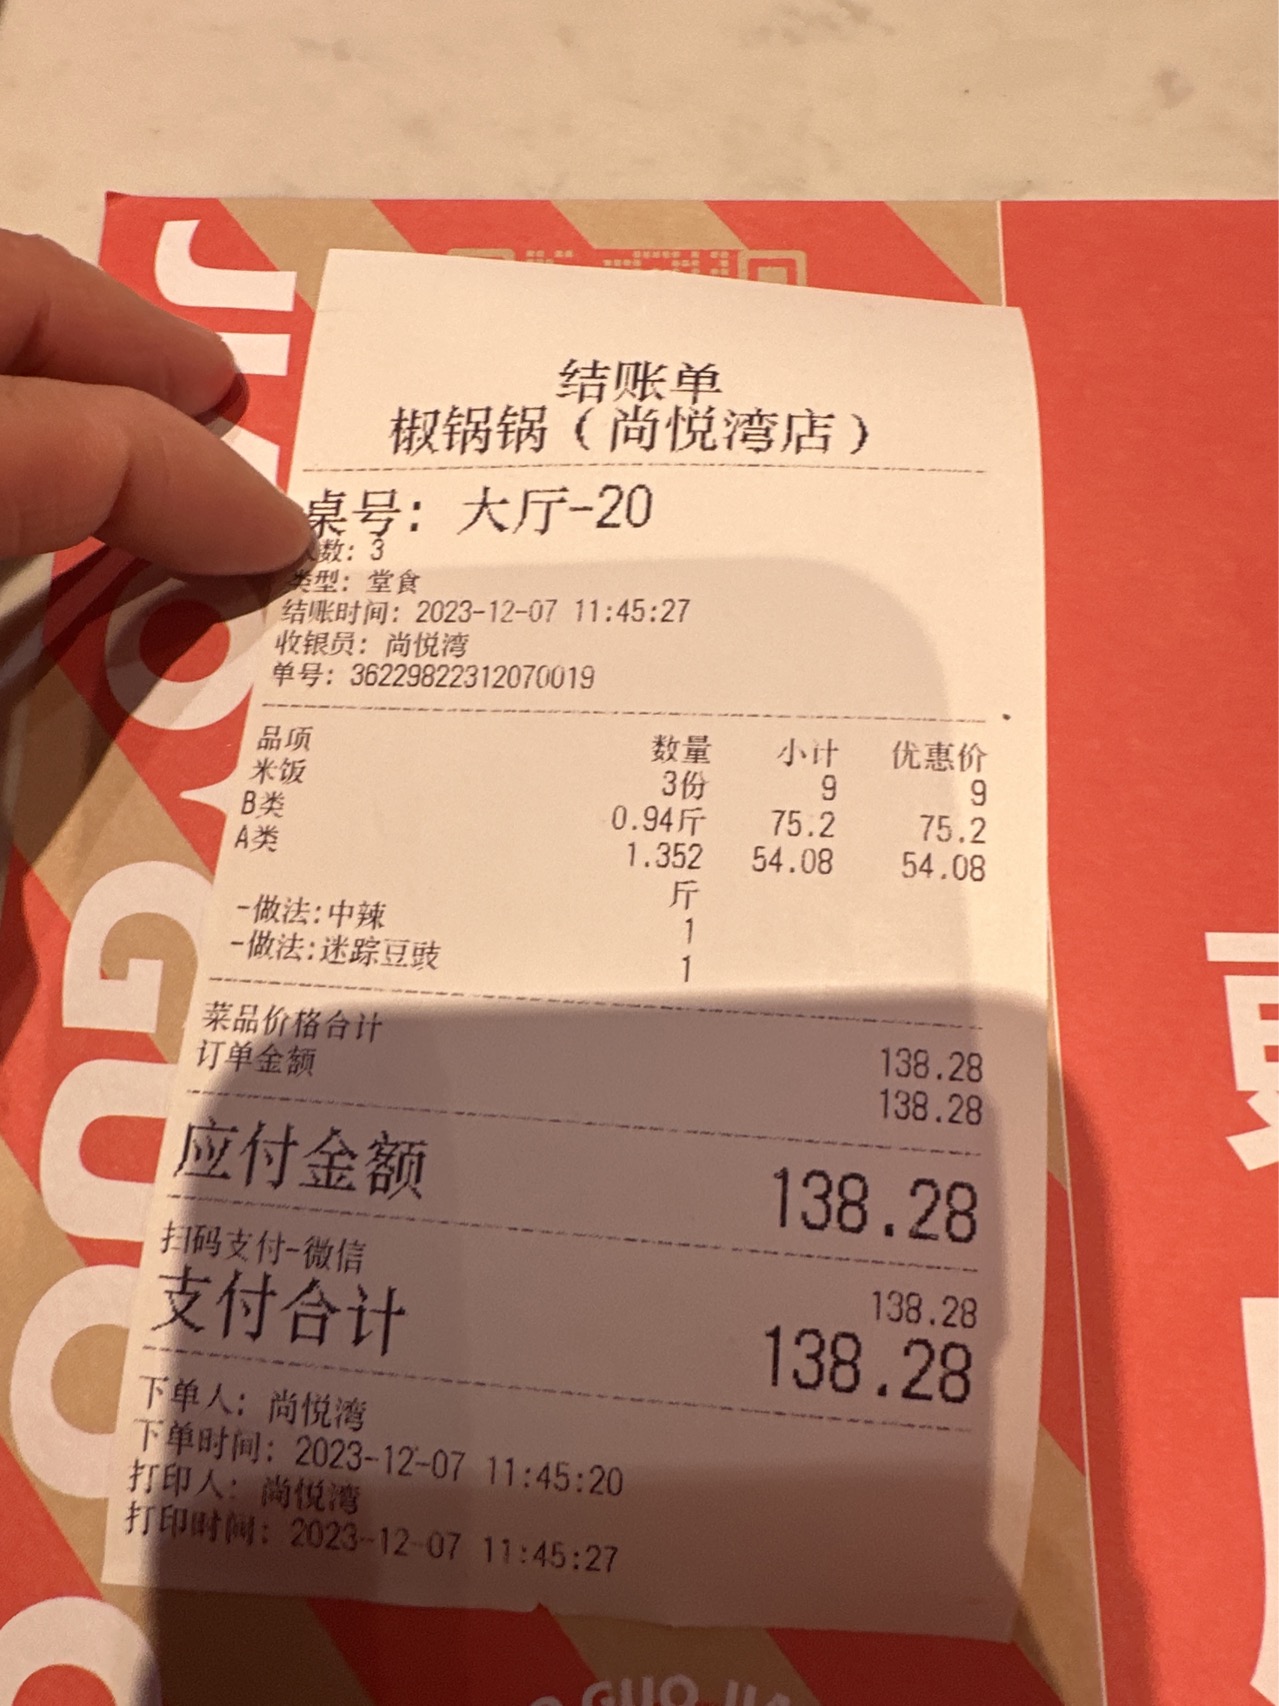 结账单
椒锅锅（尚悦湾店）
桌号: 大厅-20
人数: 3
类型: 堂食
结账时间: 2023-12-07 11:45:27
收银员: 尚悦湾
单号: 36229822312070019
品项 数量 小计 优惠价
米饭 3份 9 9
B类 0.94斤 75.2 75.2
A类 1.352斤 54.08 54.08
-做法:中辣 1
-做法:迷踪豆豉 1
菜品价格合计 138.28
订单金额 138.28
应付金额 138.28
扫码支付-微信 138.28
支付合计 138.28
下单人: 尚悦湾
下单时间: 2023-12-07 11:45:20
打印人: 尚悦湾
打印时间: 2023-12-07 11:45:27
GUO
GUO